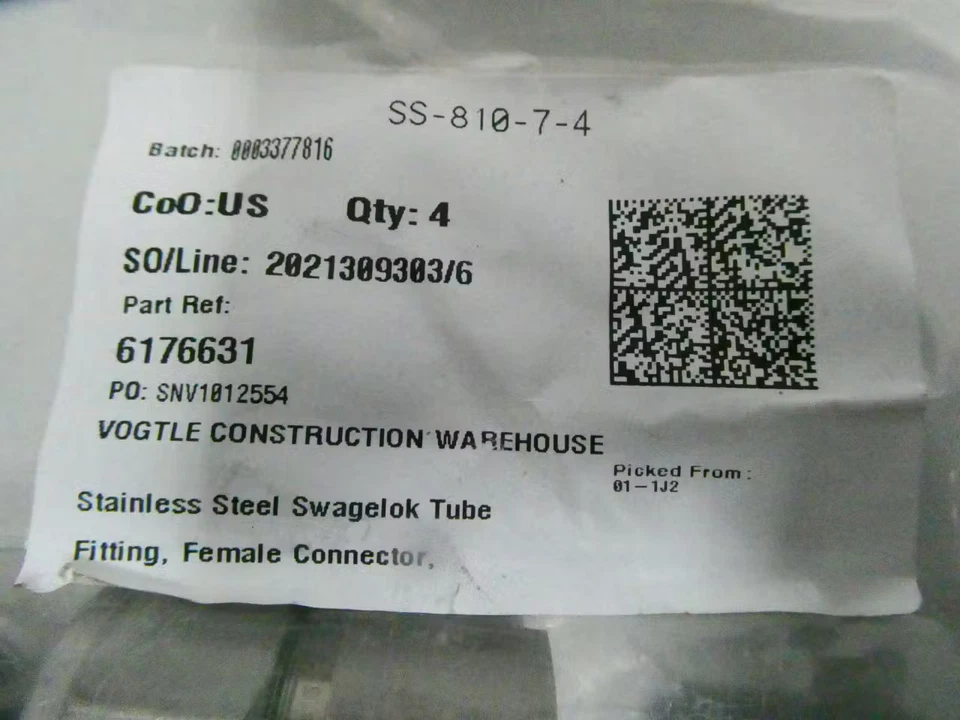 SS-810-7-4
Batch: 0003377816
CoO:US Qty: 4
SO/Line: 2021309303/6
Part Ref:
6176631
PO: SNV1012554
VOGTLE CONSTRUCTION WAREHOUSE
Picked From:
01-1J2
Stainless Steel Swagelok Tube
Fitting, Female Connector,